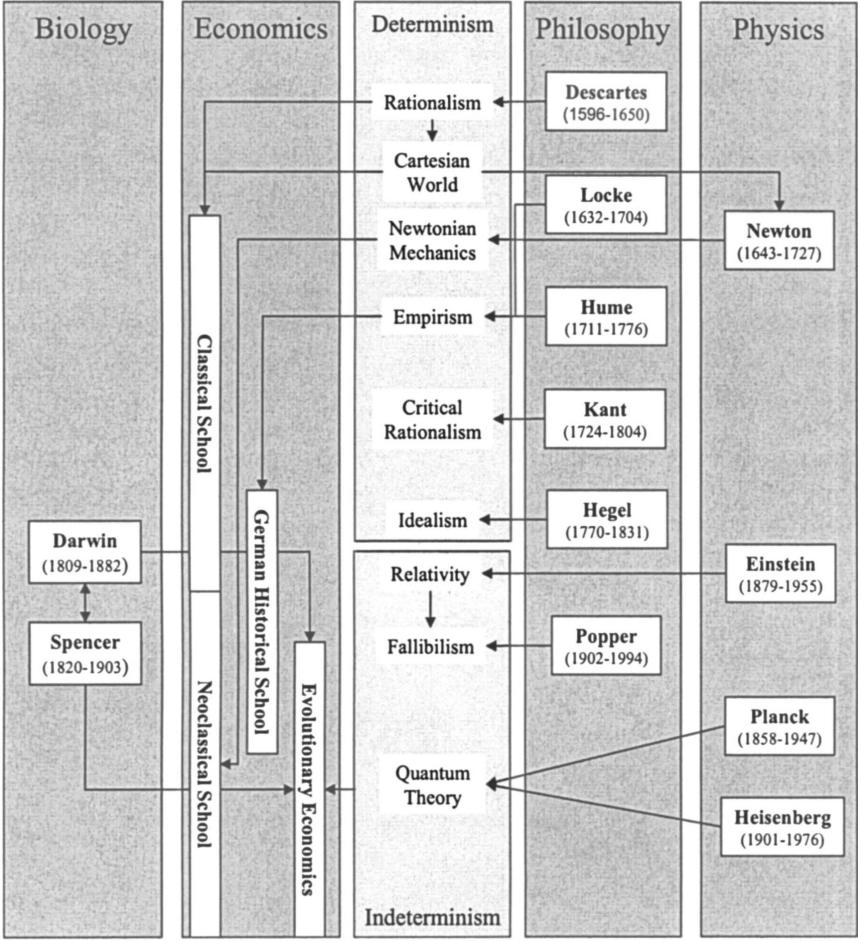 Biology
Economics
Determinism
Philosophy
Physics
Rationalism
Descartes
(1596-1650)
Cartesian
World
Locke
(1632-1704)
Newtonian
Mechanics
Newton
(1643-1727)
Empirism
Hume
(1711-1776)
Classical School
Critical
Rationalism
Kant
(1724-1804)
German Historical School
Idealism
Hegel
(1770-1831)
Darwin
(1809-1882)
Relativity
Einstein
(1879-1955)
Spencer
(1820-1903)
Fallibilism
Popper
(1902-1994)
Neoclassical School
Evolutionary Economics
Planck
(1858-1947)
Quantum
Theory
Heisenberg
(1901-1976)
Indeterminism